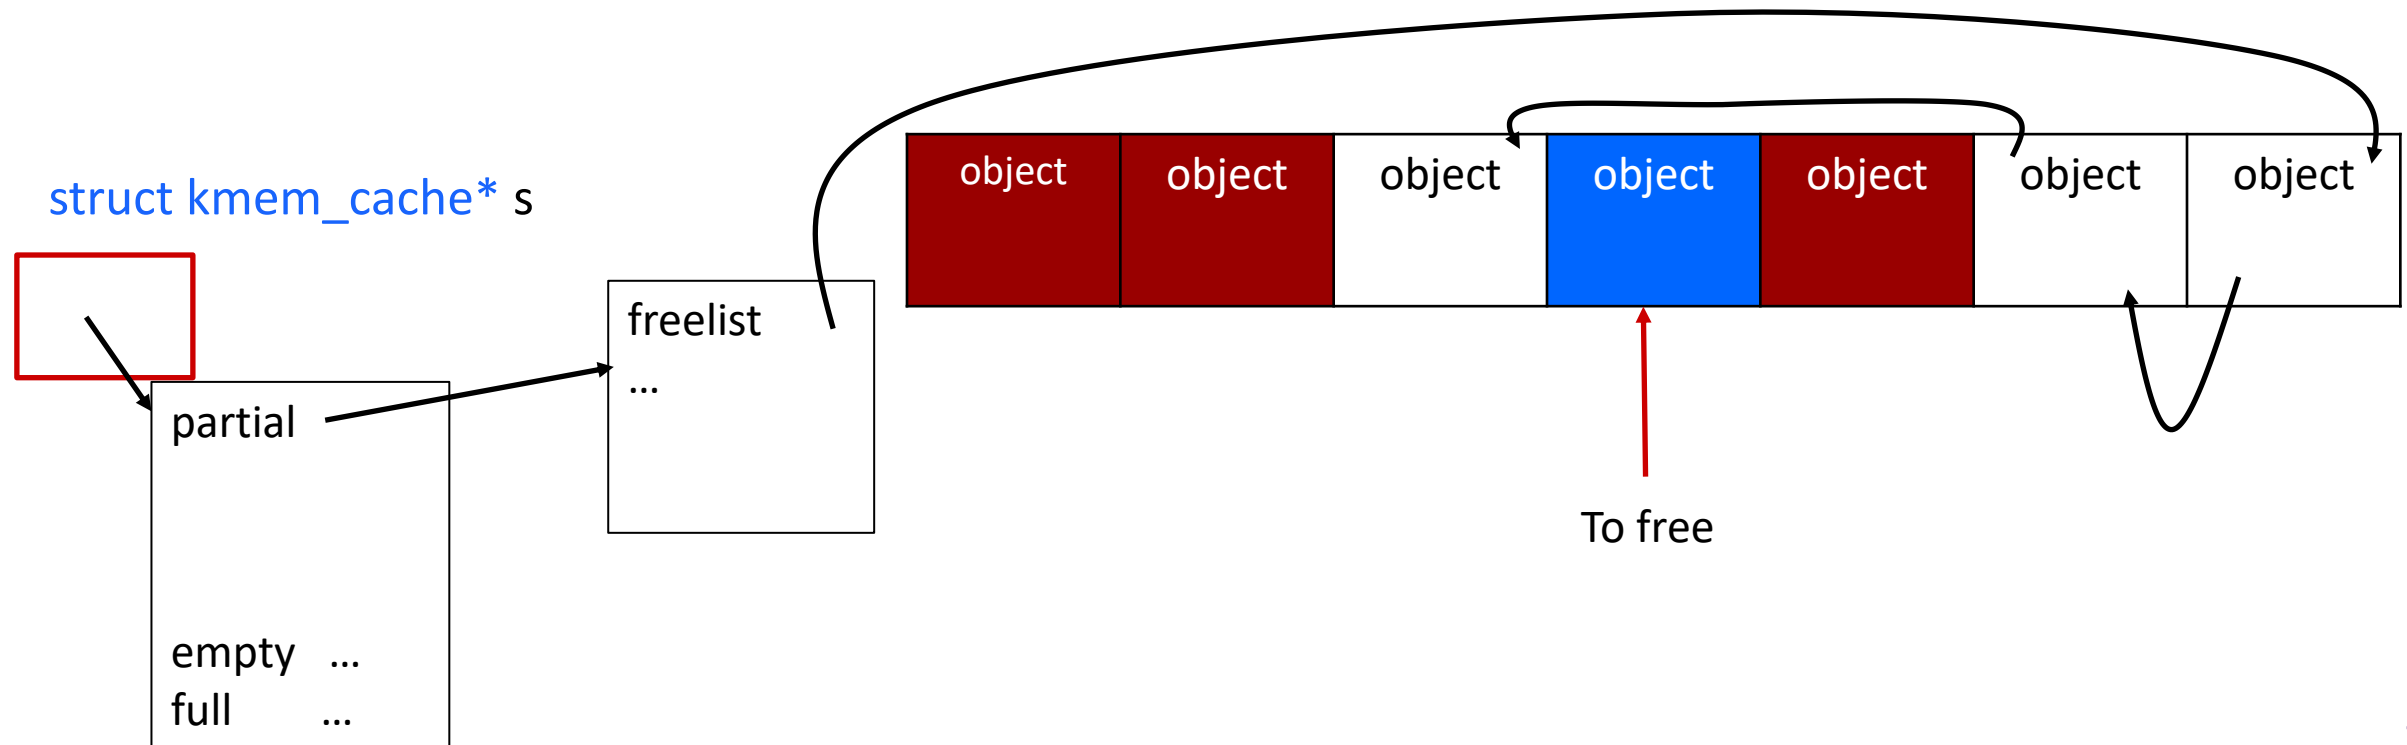 struct kmem_cache* s
object object object object object object object
freelist
...
partial
To free
empty ...
full ...